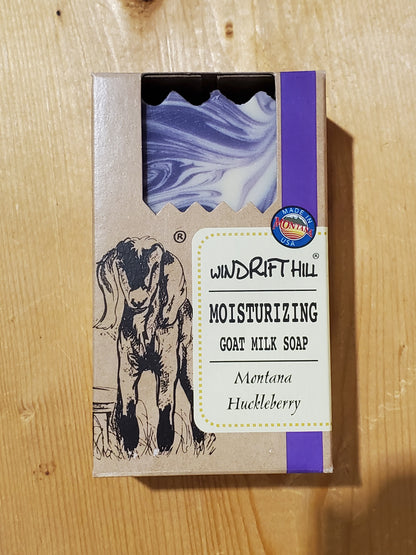 MADE IN
MONTANA
USA
®
WINDRIFT HILL®
MOISTURIZING
GOAT MILK SOAP
Montana
Huckleberry